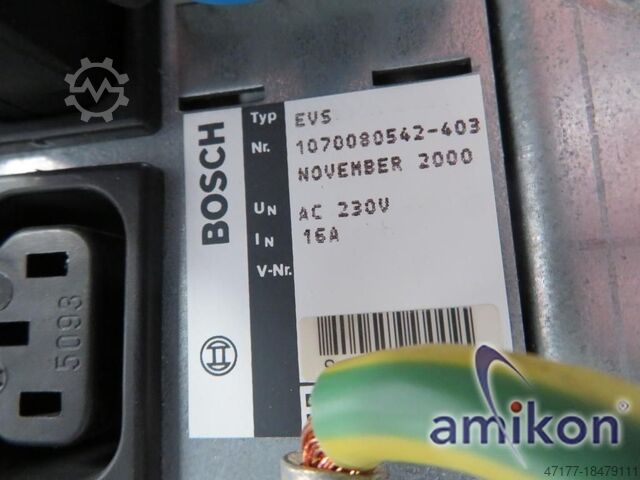 BOSCH
Typ EVS
Nr. 1070080542-403
NOVEMBER 2000
UN AC 230V
IN 16A
V-Nr.
5093
amikon
47177-18479111